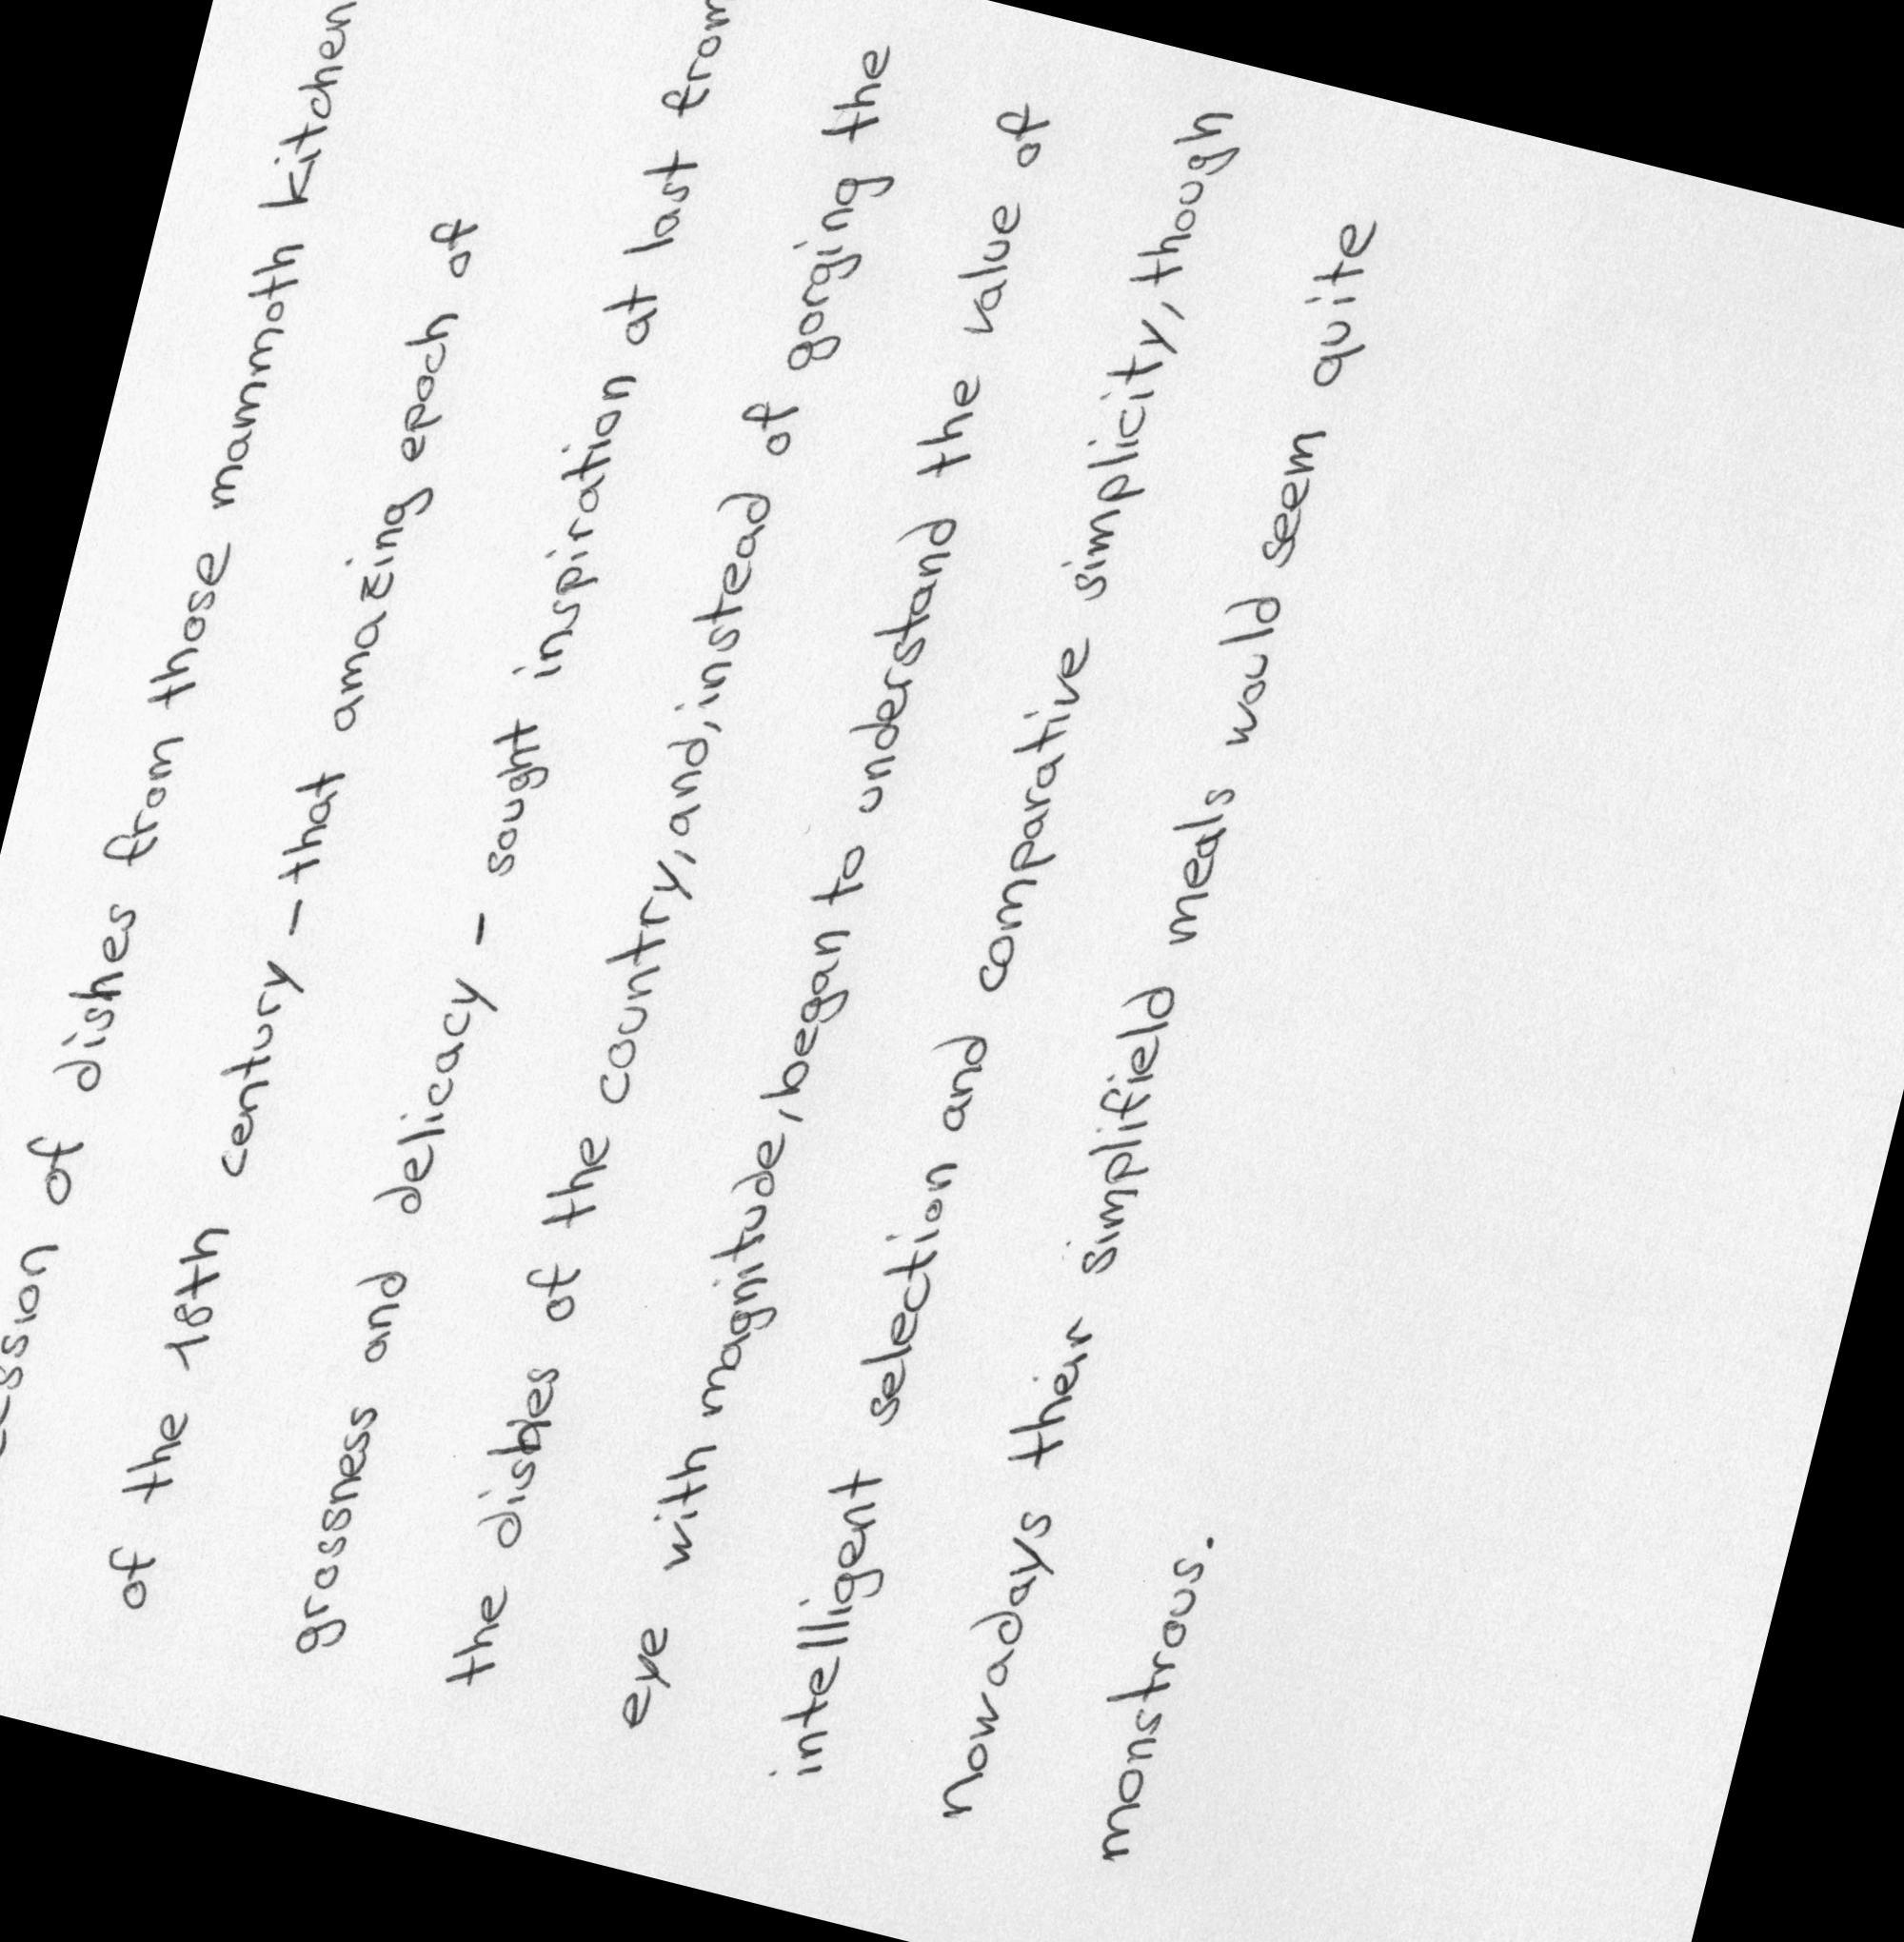 of dishes from those mammoth kitchen
of the 18th century – that amazing epoch of
grossness and delicacy – sought inspiration at last from
the dishes of the country, and, instead of gorging the
eye with magnitude, began to understand the value of
intelligent selection and comparative simplicity, though
nowadays their simplifield meals would seem quite
monstrous.